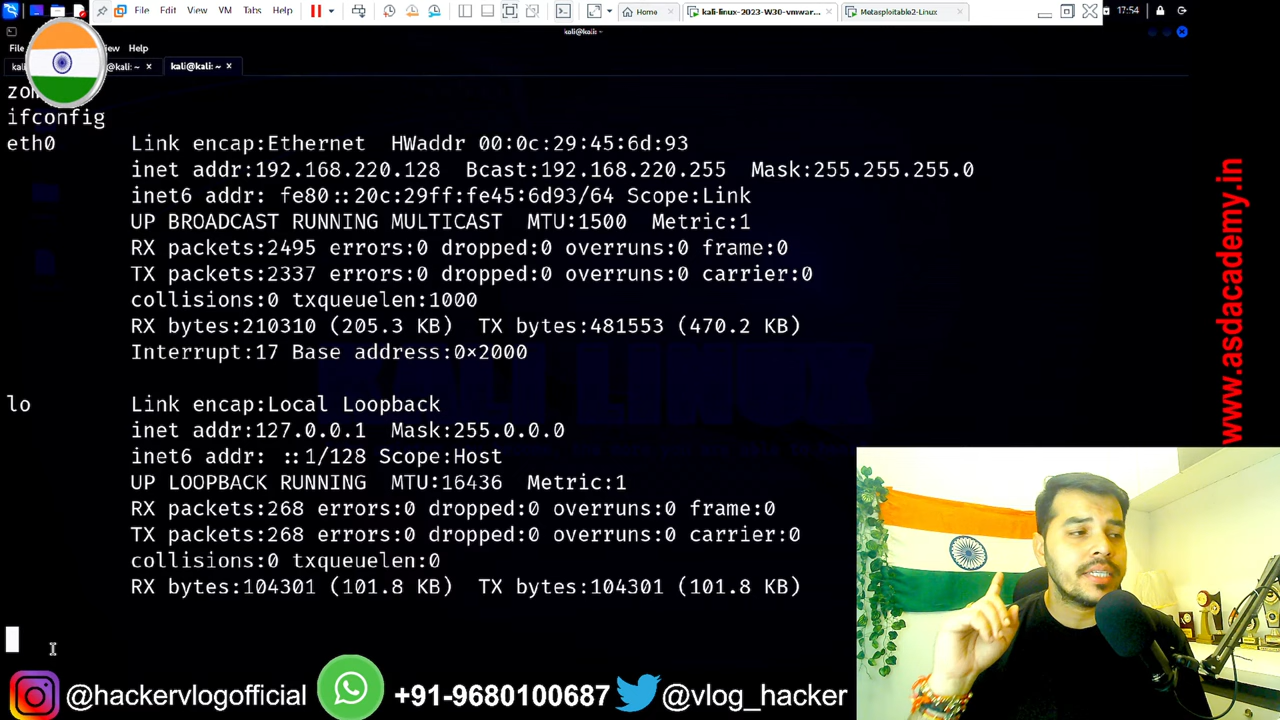 File Edit View VM Tabs Help Home kali-linux-2023-W30-vmwar... Metasploitable2-Linux 17:54
kali@kali: ~
File View Help
kali @kali: ~ kali@kali: ~
ifconfig
eth0 Link encap:Ethernet HWaddr 00:0c:29:45:6d:93
inet addr:192.168.220.128 Bcast:192.168.220.255 Mask:255.255.255.0
inet6 addr: fe80::20c:29ff:fe45:6d93/64 Scope:Link
UP BROADCAST RUNNING MULTICAST MTU:1500 Metric:1
RX packets:2495 errors:0 dropped:0 overruns:0 frame:0
TX packets:2337 errors:0 dropped:0 overruns:0 carrier:0
collisions:0 txqueuelen:1000
RX bytes:210310 (205.3 KB) TX bytes:481553 (470.2 KB)
Interrupt:17 Base address:0×2000
KALI LINUX
lo Link encap:Local Loopback
inet addr:127.0.0.1 Mask:255.0.0.0
inet6 addr: ::1/128 Scope:Host
UP LOOPBACK RUNNING MTU:16436 Metric:1
RX packets:268 errors:0 dropped:0 overruns:0 frame:0
TX packets:268 errors:0 dropped:0 overruns:0 carrier:0
collisions:0 txqueuelen:0
RX bytes:104301 (101.8 KB) TX bytes:104301 (101.8 KB)
www.asdacademy.in
@hackervlogofficial +91-9680100687 @vlog_hacker